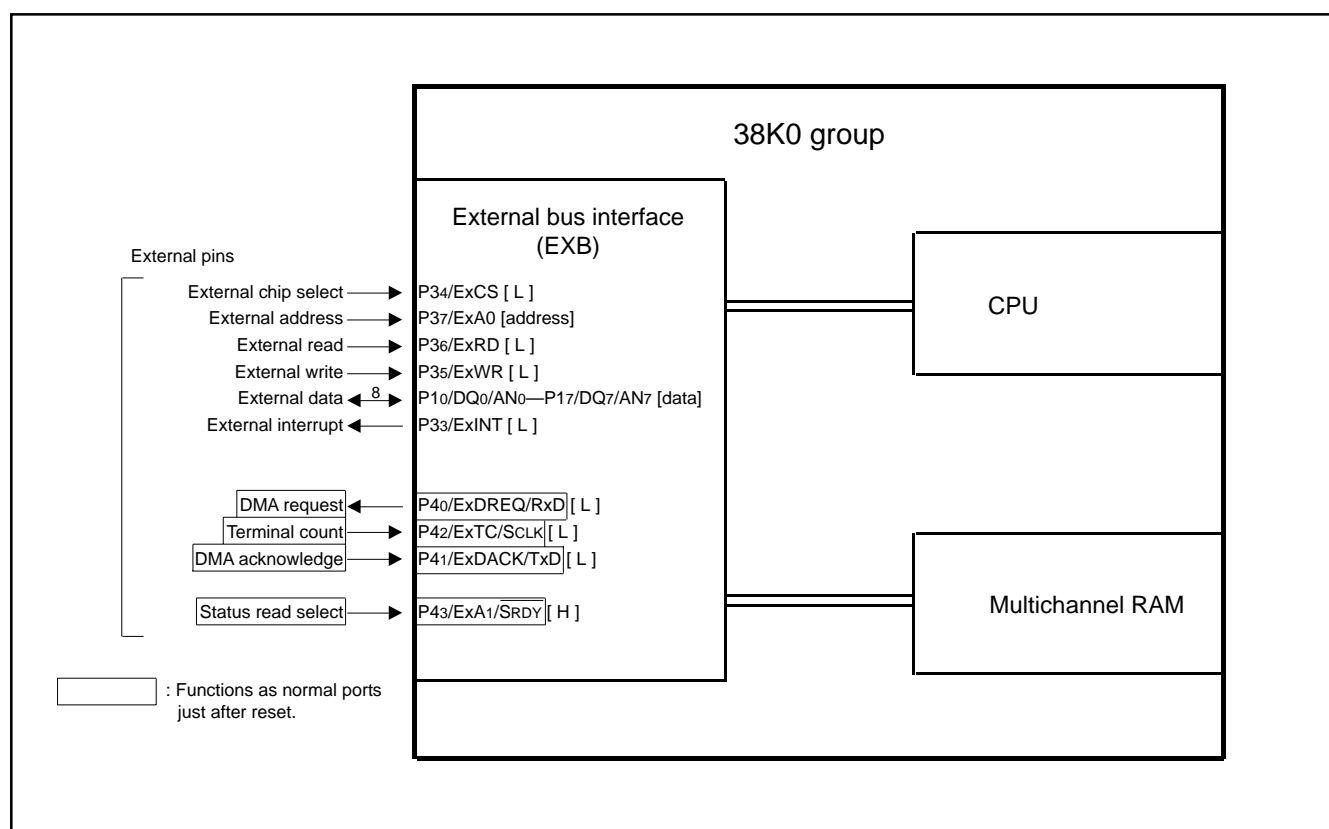 38K0 group
External bus interface
(EXB)
External pins
External chip select P34/ExCS [ L ]
External address P37/ExA0 [address]
External read P36/ExRD [ L ]
External write P35/ExWR [ L ]
External data 8 P10/DQ0/AN0—P17/DQ7/AN7 [data]
External interrupt P33/ExINT [ L ]
CPU
DMA request P40/ExDREQ/RxD [ L ]
Terminal count P42/ExTC/SCLK [ L ]
DMA acknowledge P41/ExDACK/TxD [ L ]
Status read select P43/ExA1/S̅R̅D̅Y̅ [ H ]
Multichannel RAM
: Functions as normal ports
just after reset.